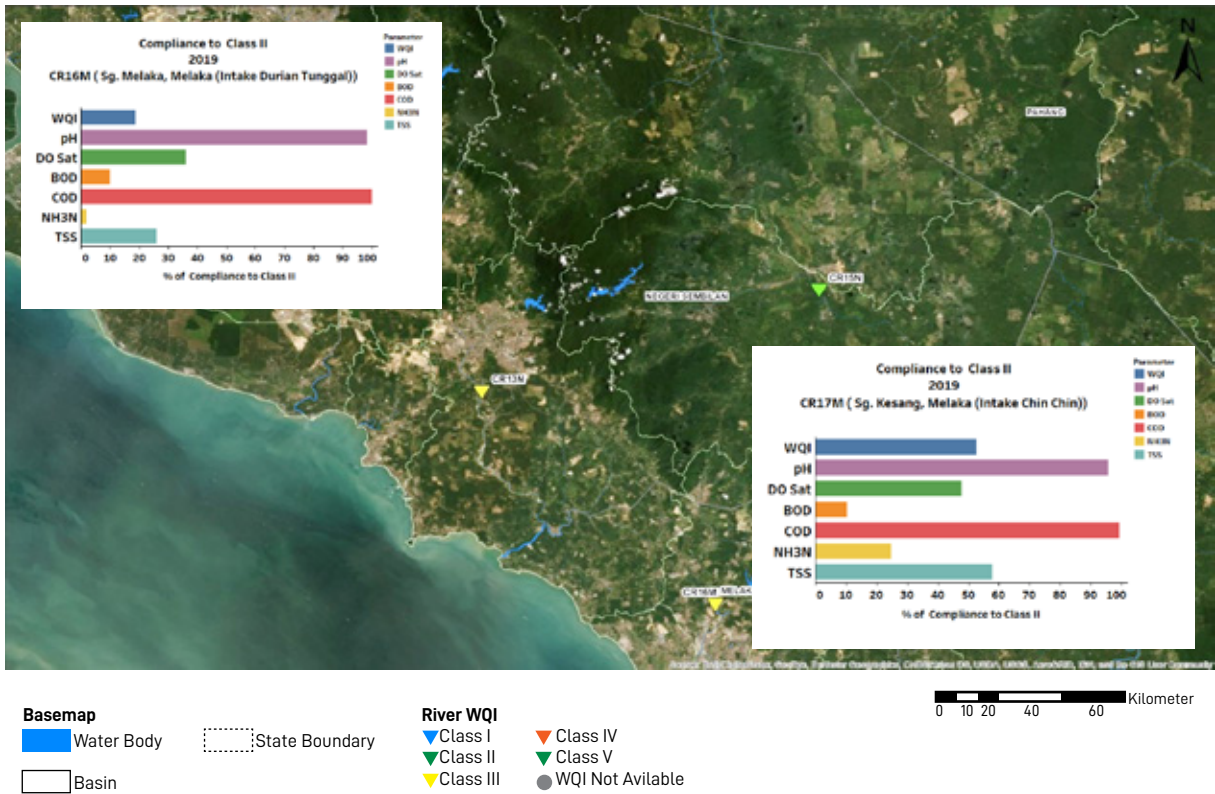 Compliance to Class II
2019
CR16M ( Sg. Melaka, Melaka (Intake Durian Tunggal))
Parameter
WQI
pH
DO Sat
BOD
COD
NH3N
TSS
WQI
pH
DO Sat
BOD
COD
NH3N
TSS
0 10 20 30 40 50 60 70 80 90 100
% of Compliance to Class II
N
PAHANG
CR15N
NEGERI SEMBILAN
CR13N
CR16M MELAK
Compliance to Class II
2019
CR17M ( Sg. Kesang, Melaka (Intake Chin Chin))
Parameter
WQI
pH
DO Sat
BOD
COD
NH3N
TSS
WQI
pH
DO Sat
BOD
COD
NH3N
TSS
0 10 20 30 40 50 60 70 80 90 100
% of Compliance to Class II
Kilometer
0 10 20 40 60
Basemap
Water Body
State Boundary
Basin
River WQI
Class I
Class II
Class III
Class IV
Class V
WQI Not Avilable